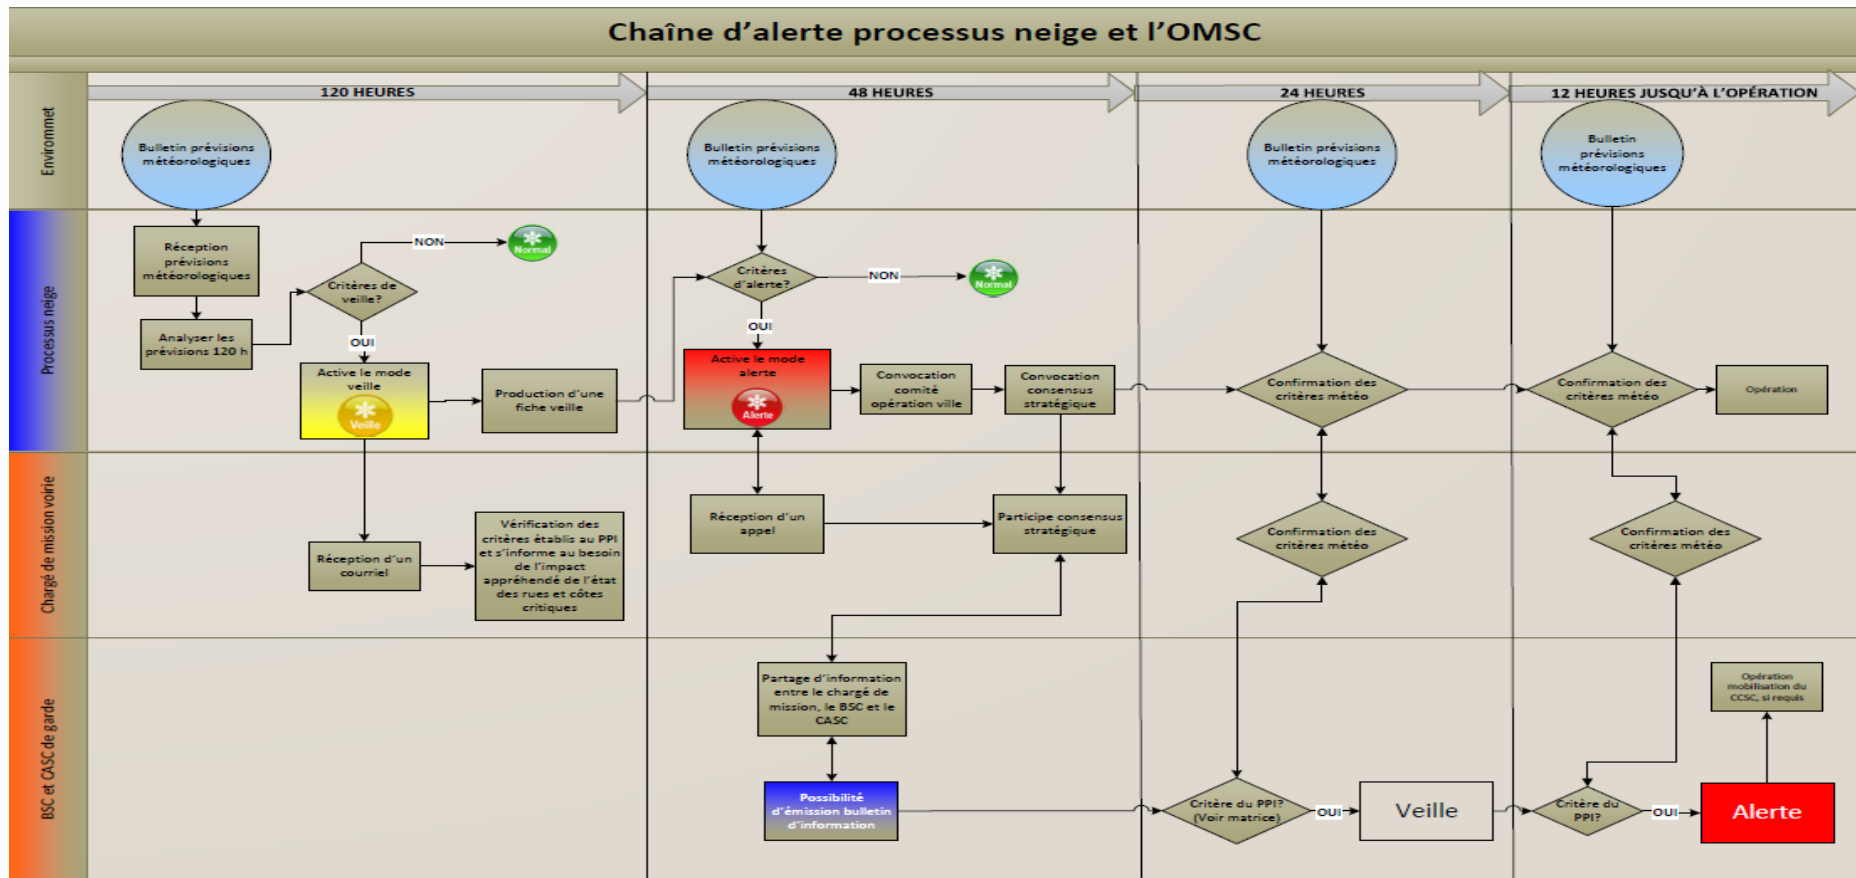 Chaîne d'alerte processus neige et l'OMSC
120 HEURES
48 HEURES
24 HEURES
12 HEURES JUSQU'À L'OPÉRATION
Environnmet
Bulletin prévisions
météorologiques
Bulletin prévisions
météorologiques
Bulletin prévisions
météorologiques
Bulletin
prévisions
météorologiques
Processus neige
Réception
prévisions
météorologiques
Analyser les
prévisions 120 h
Critères de
veille?
NON
Normal
OUI
Active le mode
veille
Veille
Production d'une
fiche veille
Critères
d'alerte?
NON
Normal
OUI
Active le mode
alerte
Alerte
Convocation
comité
opération ville
Convocation
consensus
stratégique
Confirmation des
critères météo
Confirmation des
critères météo
Opération
Chargé de mission voirie
Réception d'un
courriel
Vérification des
critères établis au PPI
et s'informe au besoin
de l'impact
appréhendé de l'état
des rues et côtes
critiques
Réception d'un
appel
Participe consensus
stratégique
Confirmation des
critères météo
Confirmation des
critères météo
BSC et CASC de garde
Partage d'information
entre le chargé de
mission, le BSC et le
CASC
Possibilité
d'émission bulletin
d'information
Critère du PPI?
(Voir matrice)
OUI
Veille
Critère du
PPI?
OUI
Alerte
Opération
mobilisation du
CCSC, si requis